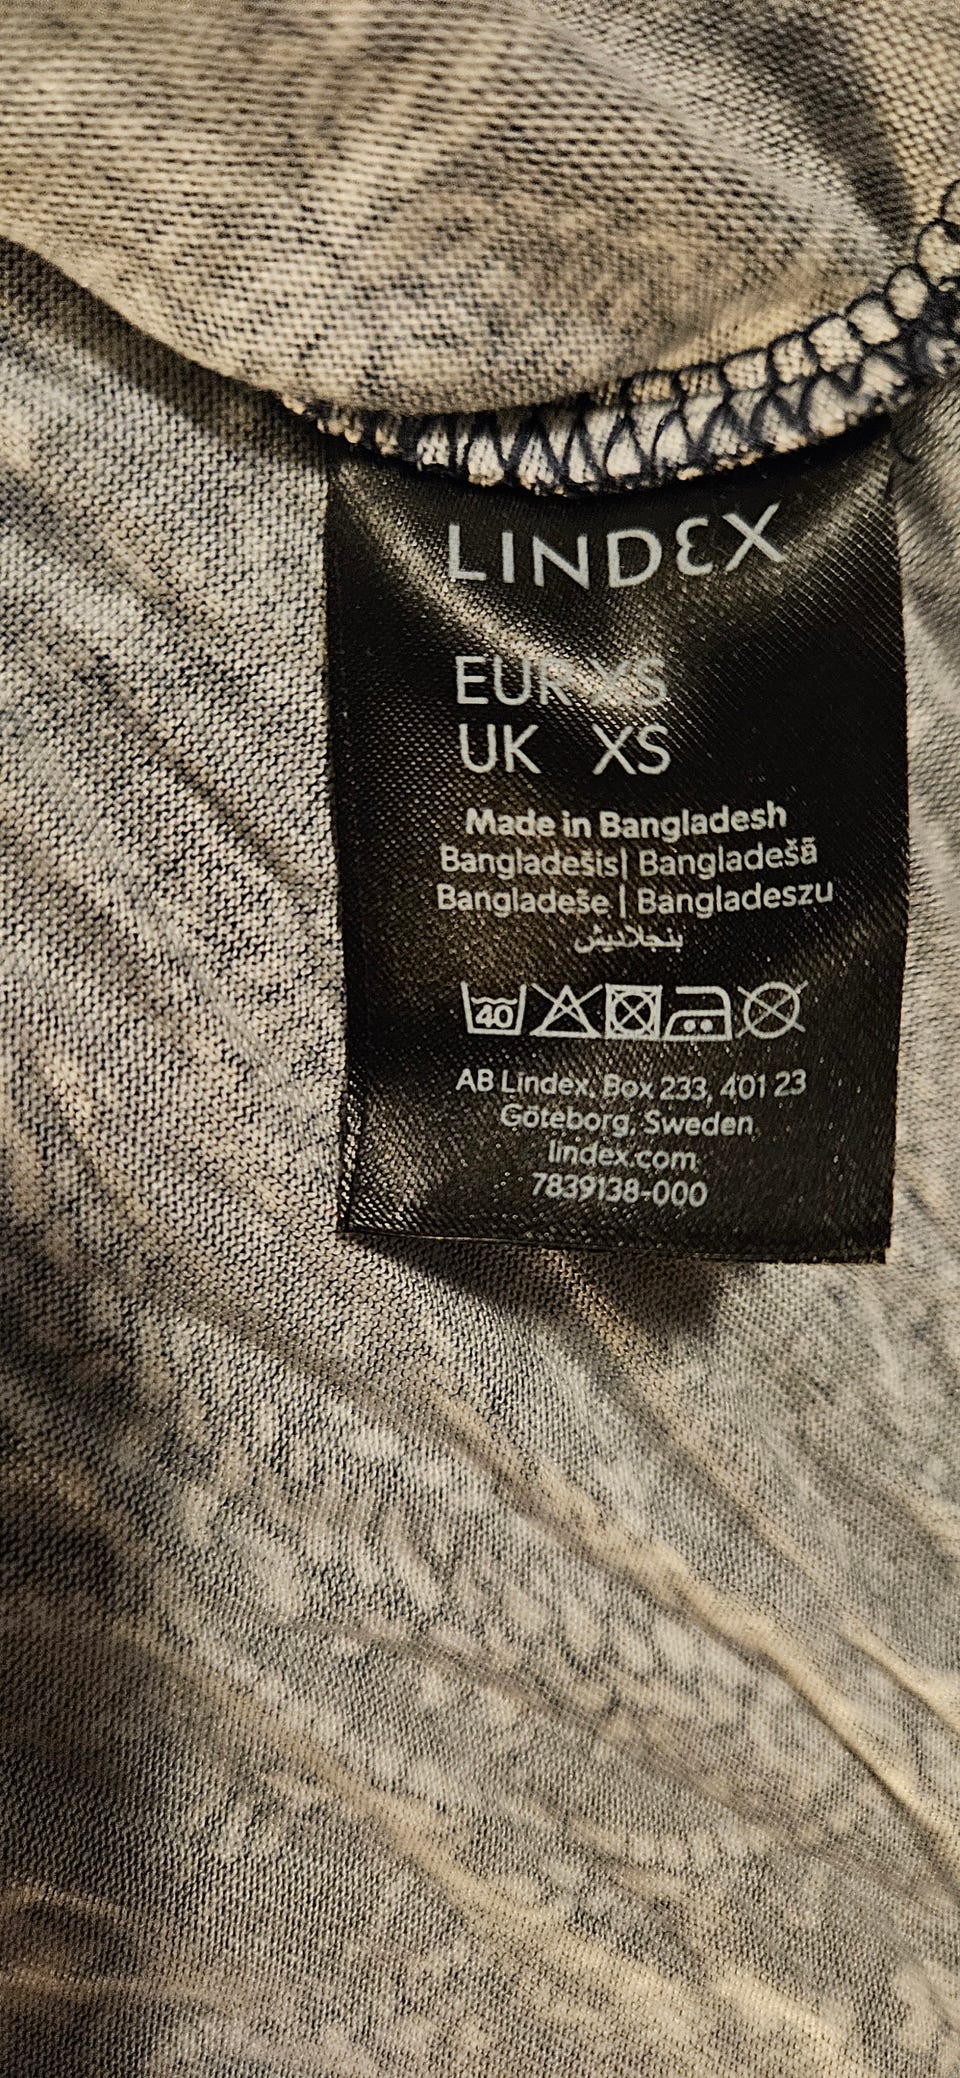 LINDEX
EUR XS
UK XS
Made in Bangladesh
Bangladešis| Bangladešā
Bangladeše | Bangladeszu
بنجلاديش
40
AB Lindex, Box 233, 401 23
Göteborg, Sweden
lindex.com
7839138-000